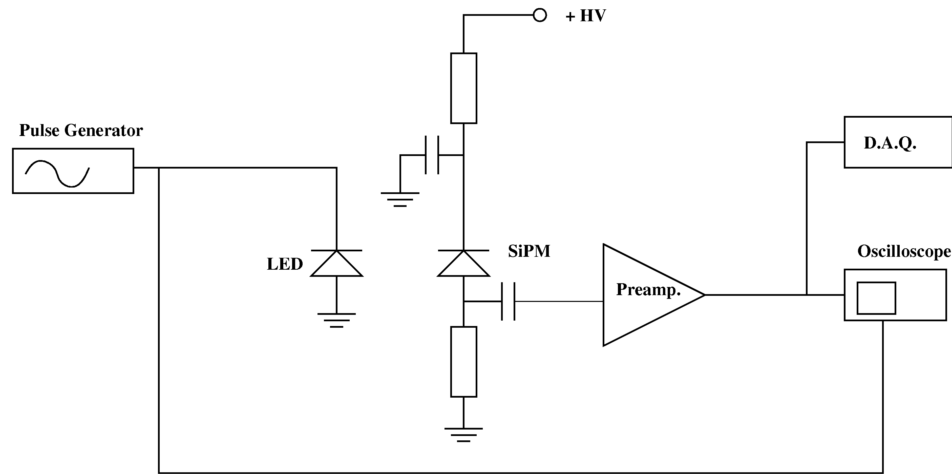 + HV
Pulse Generator
D.A.Q.
SiPM
LED
Oscilloscope
Preamp.